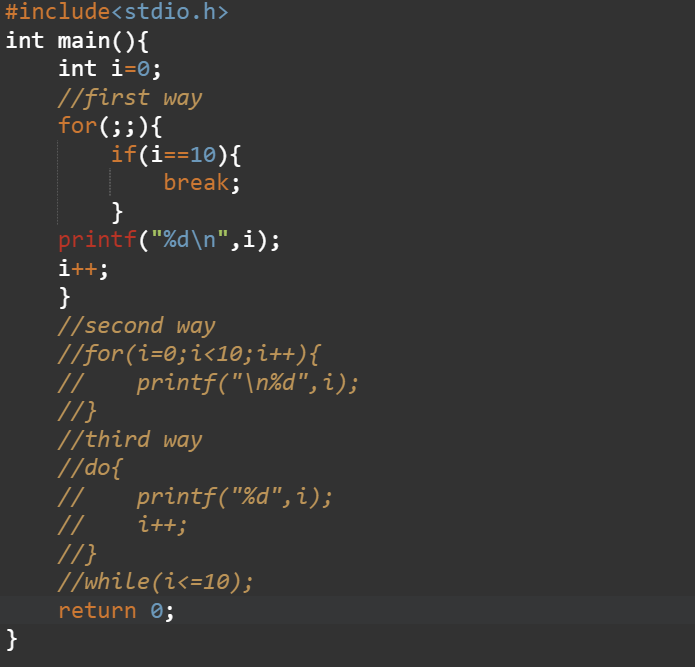 #include<stdio.h>
int main(){
    int i=0;
    //first way
    for(;;){
        if(i==10){
            break;
        }
    printf("%d\n",i);
    i++;
    }
    //second way
    //for(i=0;i<10;i++){
    //    printf("\n%d",i);
    //}
    //third way
    //do{
    //    printf("%d",i);
    //    i++;
    //}
    //while(i<=10);
    return 0;
}